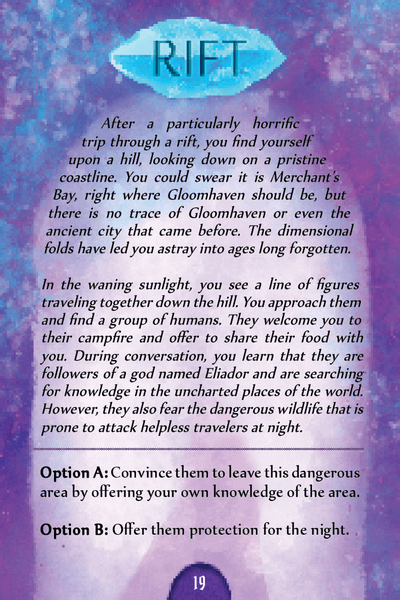 RIFT
After a particularly horrific
trip through a rift, you find yourself
upon a hill, looking down on a pristine
coastline. You could swear it is Merchant's
Bay, right where Gloomhaven should be, but
there is no trace of Gloomhaven or even the
ancient city that came before. The dimensional
folds have led you astray into ages long forgotten.
In the waning sunlight, you see a line of figures
traveling together down the hill. You approach them
and find a group of humans. They welcome you to
their campfire and offer to share their food with
you. During conversation, you learn that they are
followers of a god named Eliador and are searching
for knowledge in the uncharted places of the world.
However, they also fear the dangerous wildlife that is
prone to attack helpless travelers at night.
Option A: Convince them to leave this dangerous
area by offering your own knowledge of the area.
Option B: Offer them protection for the night.
19